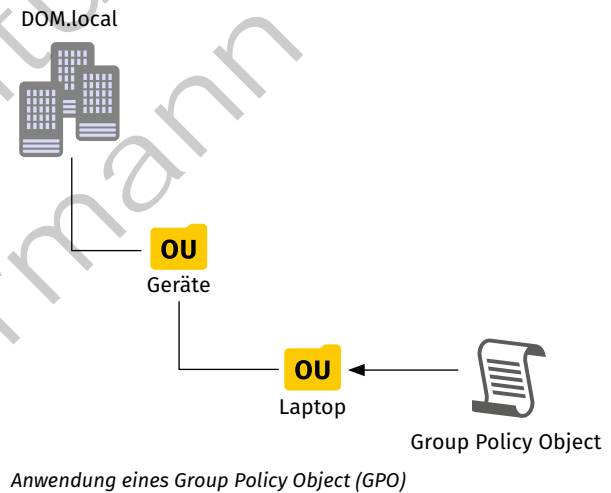 DOM.local
OU
Geräte
OU
Laptop
Group Policy Object
Anwendung eines Group Policy Object (GPO)